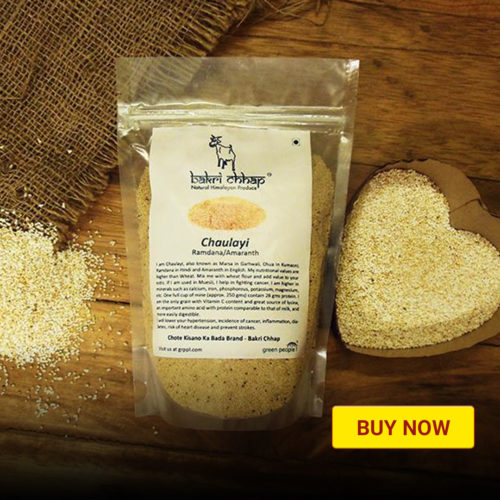 bakri chhap®
Natural Himalayan Produce
Chaulayi
Ramdana/Amaranth
I am Chaulayi, also known as Marsa in Garhwali, Chua in Kumaoni,
Ramdana in Hindi and Amaranth in English. My nutritional values are
higher than Wheat. Mix me with wheat flour and add value to your
rotis. If I am used in Muesli, I help in fighting cancer. I am higher in
minerals such as calcium, iron, phosphorous, potassium, magnesium,
etc. One full cup of mine (approx. 250 gms) contain 28 gms protein. I
am the only grain with Vitamin C content and great source of lysine,
an important amino acid with protein comparable to that of milk, and
more easily digestible.
I will lower your hypertension, incidence of cancer, inflammation, dia-
betes, risk of heart disease and prevent strokes.
Chote Kisano Ka Bada Brand - Bakri Chhap
Visit us at grppl.com
green people
BUY NOW